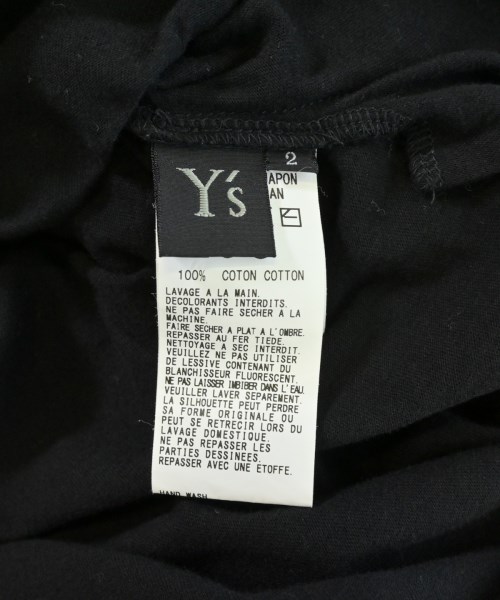 2
Y's
APON
AN
100% COTON COTTON
LAVAGE A LA MAIN.
DECOLORANTS INTERDITS.
NE PAS FAIRE SECHER A LA
MACHINE.
FAIRE SECHER A PLAT A L'OMBRE.
REPASSER AU FER TIEDE.
NETTOYAGE A SEC INTERDIT.
VEUILLEZ NE PAS UTILISER
DE LESSIVE CONTENANT DU
BLANCHISSEUR FLUORESCENT.
NE PAS LAISSER IMBIBER DANS L'EAU.
VEUILLER LAVER SEPAREMENT.
LA SILHOUETTE PEUT PERDRE
SA FORME ORIGINALE OU
PEUT SE RETRECIR LORS DU
LAVAGE DOMESTIQUE.
NE PAS REPASSER LES
PARTIES DESSINEES.
REPASSER AVEC UNE ETOFFE.
HAND WASH